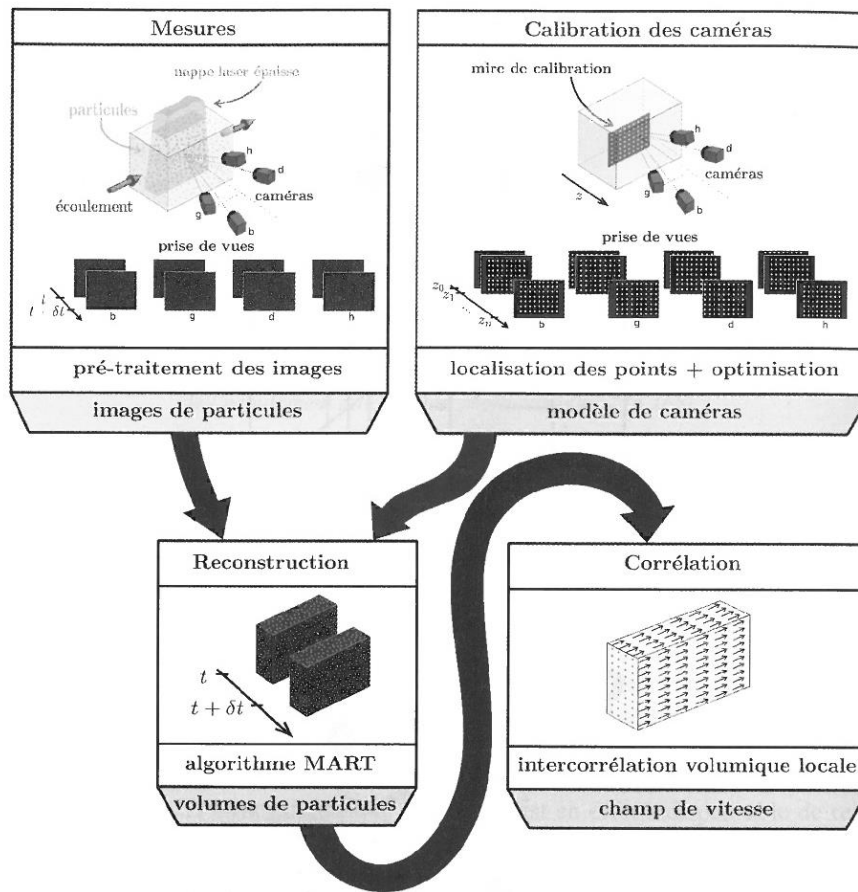 Mesures
nappe laser épaisse
particules
h
d
caméras
écoulement
g
b
prise de vues
t
t + δt
b
g
d
h
pré-traitement des images
images de particules
Calibration des caméras
mire de calibration
h
d
caméras
z
g
b
prise de vues
z₀
z₁
...
zₙ
b
g
d
h
localisation des points + optimisation
modèle de caméras
Reconstruction
t
t + δt
algorithme MART
volumes de particules
Corrélation
intercorrélation volumique locale
champ de vitesse